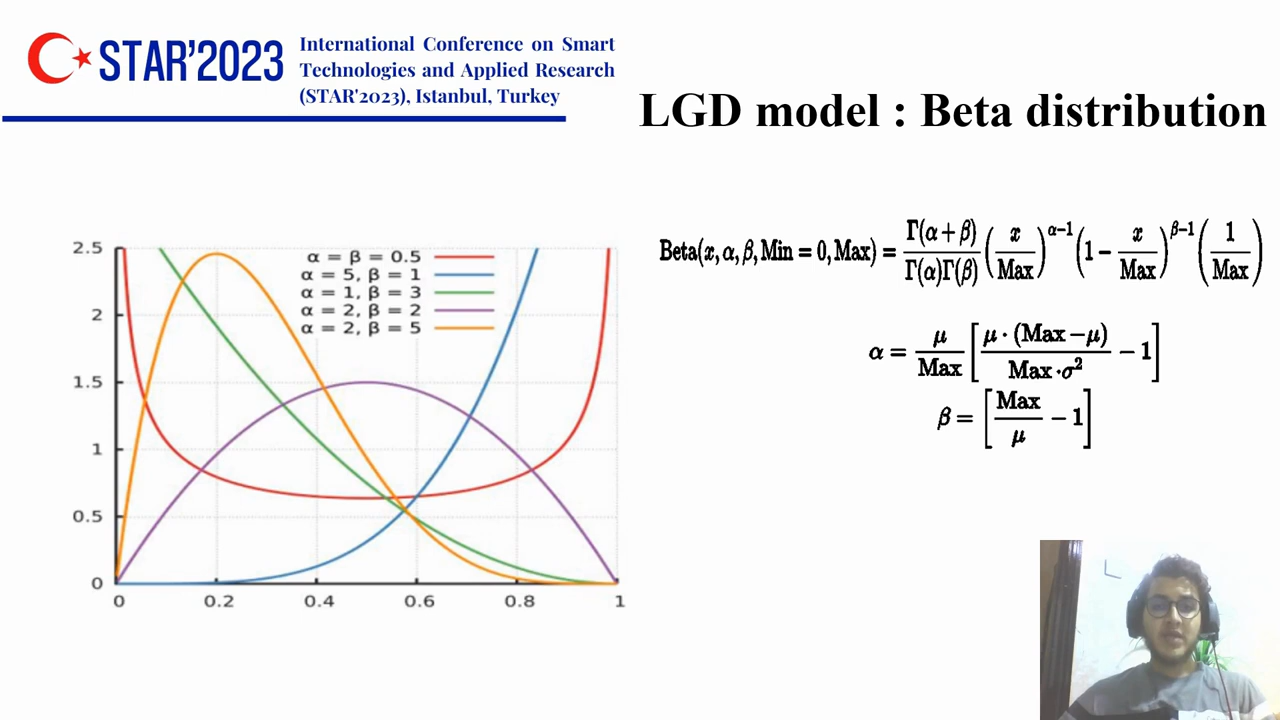 STAR'2023
International Conference on Smart
Technologies and Applied Research
(STAR'2023), Istanbul, Turkey
LGD model : Beta distribution
2.5
2
1.5
1
0.5
0
0 0.2 0.4 0.6 0.8 1
α = β = 0.5
α = 5, β = 1
α = 1, β = 3
α = 2, β = 2
α = 2, β = 5
Beta(x, α, β, Min = 0, Max) = Γ(α + β) / Γ(α)Γ(β) (x / Max)^α−1 (1 − x / Max)^β−1 (1 / Max)
α = μ / Max [μ · (Max −μ) / Max ·σ² − 1]
β = [Max / μ − 1]